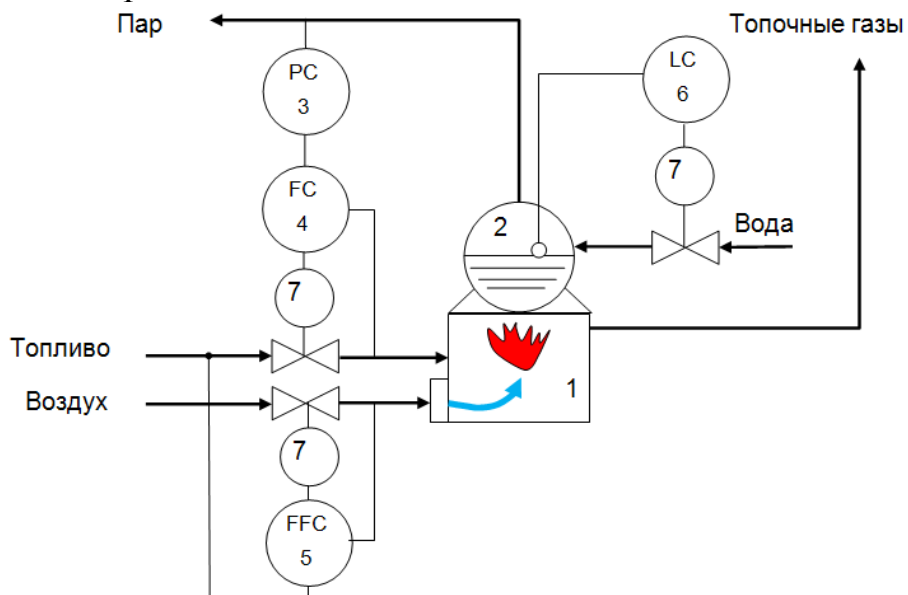 Пар
Топочные газы
PC
3
LC
6
FC
4
7
2
Вода
7
Топливо
1
Воздух
7
FFC
5